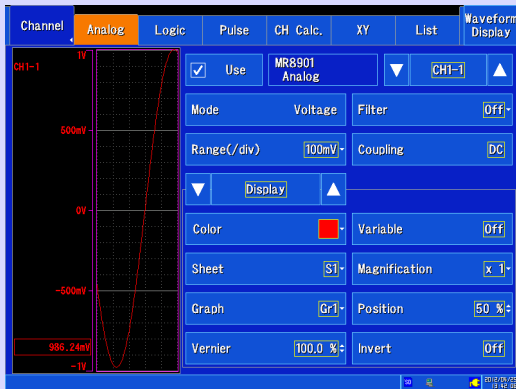 Channel Analog Logic Pulse CH Calc. XY List Waveform Display
CH1-1
1V
500mV
0V
-500mV
986.24mV
-1V
Use MR8901 Analog CH1-1
Mode Voltage Filter Off
Range(/div) 100mV Coupling DC
Display
Color Variable Off
Sheet S1 Magnification x 1
Graph Gr1 Position 50 %
Vernier 100.0 % Invert Off
SD